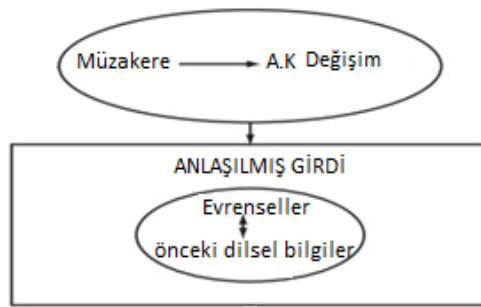 Müzakere A.K Değişim
ANLAŞILMIŞ GİRDİ
Evrenseller
önceki dilsel bilgiler